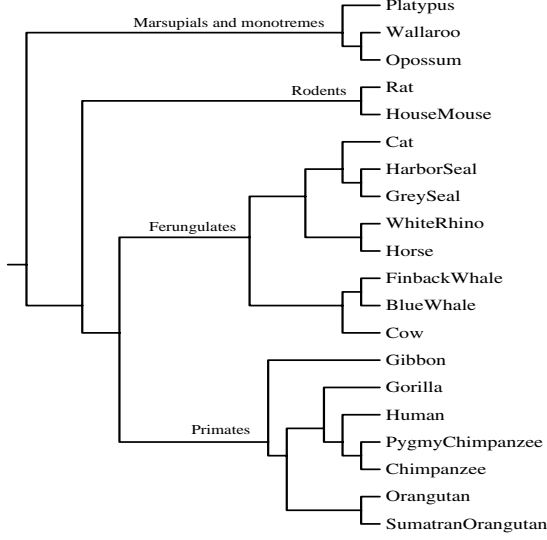 Platypus
Marsupials and monotremes
Wallaroo
Opossum
Rat
Rodents
HouseMouse
Cat
HarborSeal
GreySeal
WhiteRhino
Ferungulates
Horse
FinbackWhale
BlueWhale
Cow
Gibbon
Gorilla
Human
Primates
PygmyChimpanzee
Chimpanzee
Orangutan
SumatranOrangutan